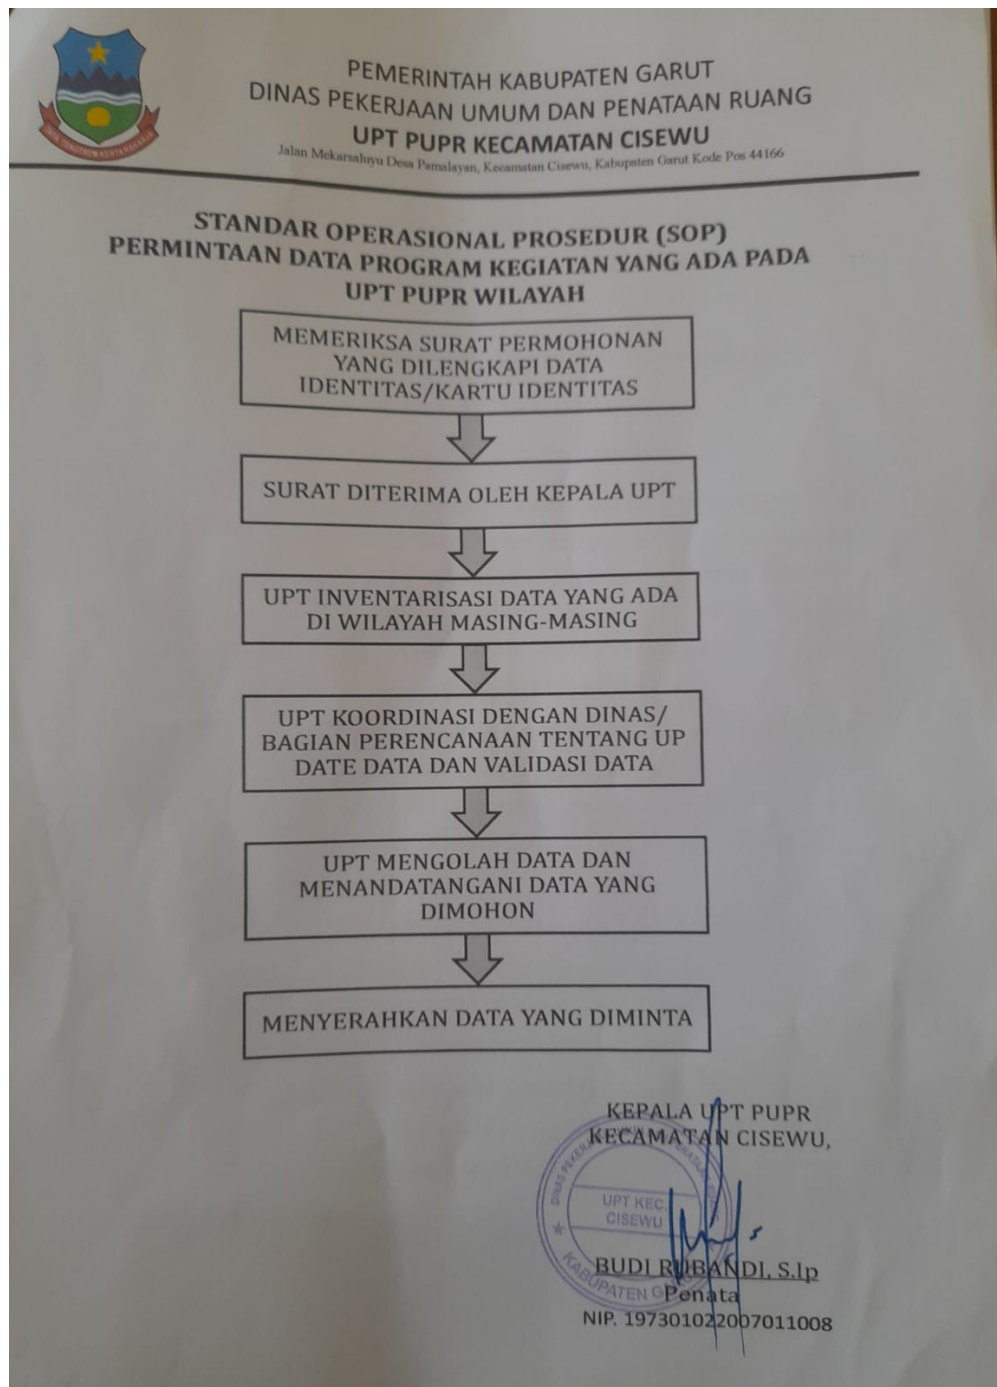 PEMERINTAH KABUPATEN GARUT
DINAS PEKERJAAN UMUM DAN PENATAAN RUANG
UPT PUPR KECAMATAN CISEWU
Jalan Mekarsaluyu Desa Pamalayan, Kecamatan Cisewu, Kabupaten Garut Kode Pos 44166
STANDAR OPERASIONAL PROSEDUR (SOP)
PERMINTAAN DATA PROGRAM KEGIATAN YANG ADA PADA
UPT PUPR WILAYAH
MEMERIKSA SURAT PERMOHONAN
YANG DILENGKAPI DATA
IDENTITAS/KARTU IDENTITAS
SURAT DITERIMA OLEH KEPALA UPT
UPT INVENTARISASI DATA YANG ADA
DI WILAYAH MASING-MASING
UPT KOORDINASI DENGAN DINAS/
BAGIAN PERENCANAAN TENTANG UP
DATE DATA DAN VALIDASI DATA
UPT MENGOLAH DATA DAN
MENANDATANGANI DATA YANG
DIMOHON
MENYERAHKAN DATA YANG DIMINTA
KEPALA UPT PUPR
KECAMATAN CISEWU,
UPT KEC.
CISEWU
KABUPATEN
BUDI RUBANDI, S.Ip
Penata
NIP. 197301022007011008